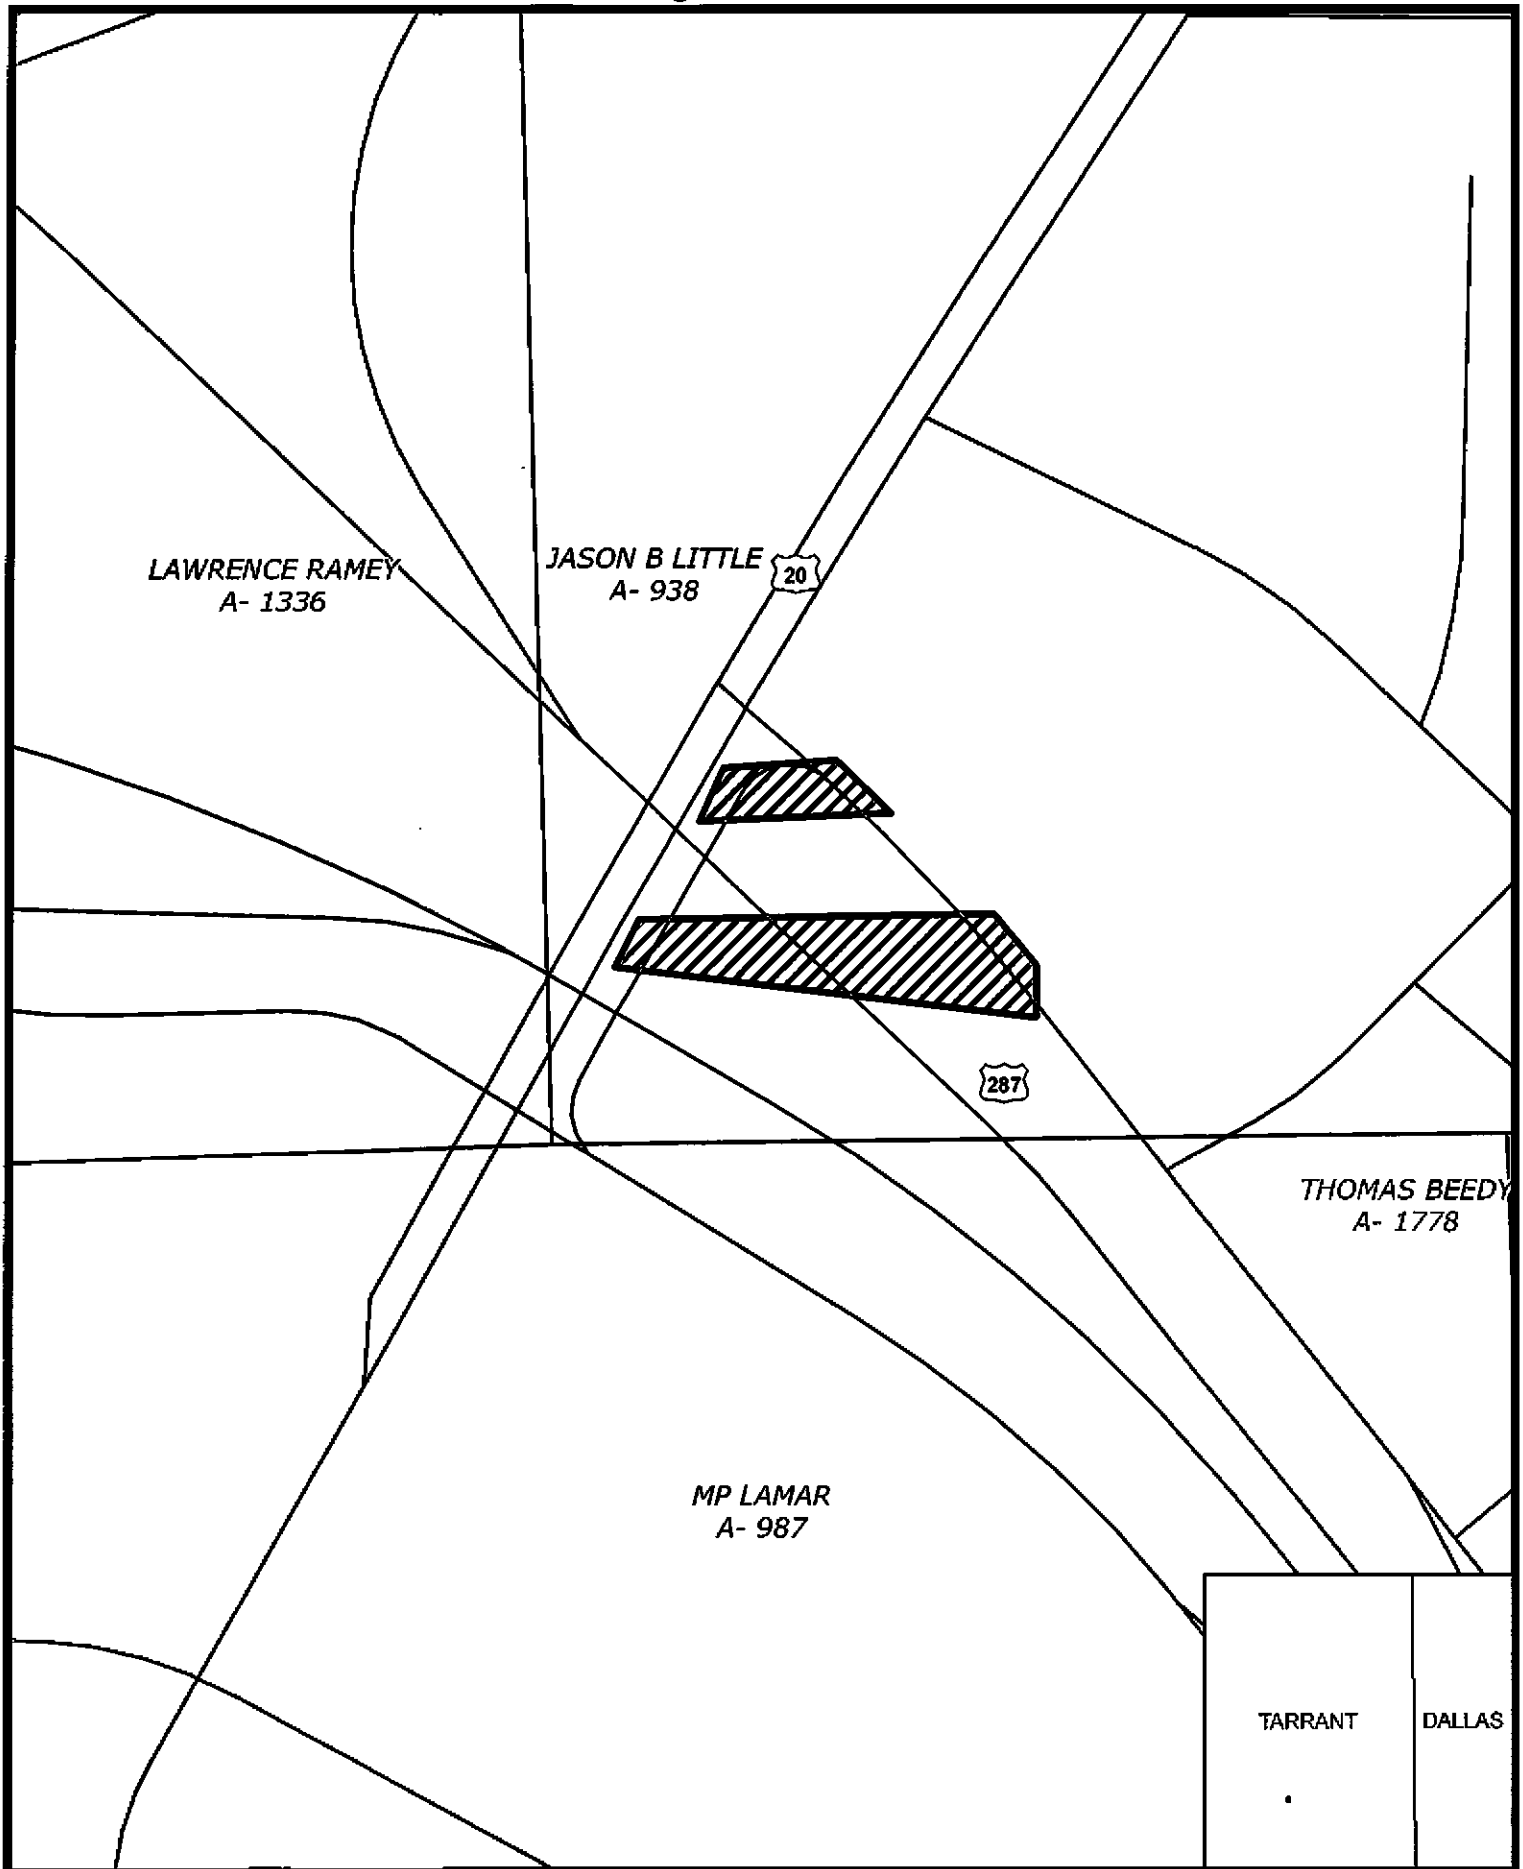 LAWRENCE RAMEY
A- 1336
JASON B LITTLE
A- 938
20
287
THOMAS BEEDY
A- 1778
MP LAMAR
A- 987
TARRANT
DALLAS